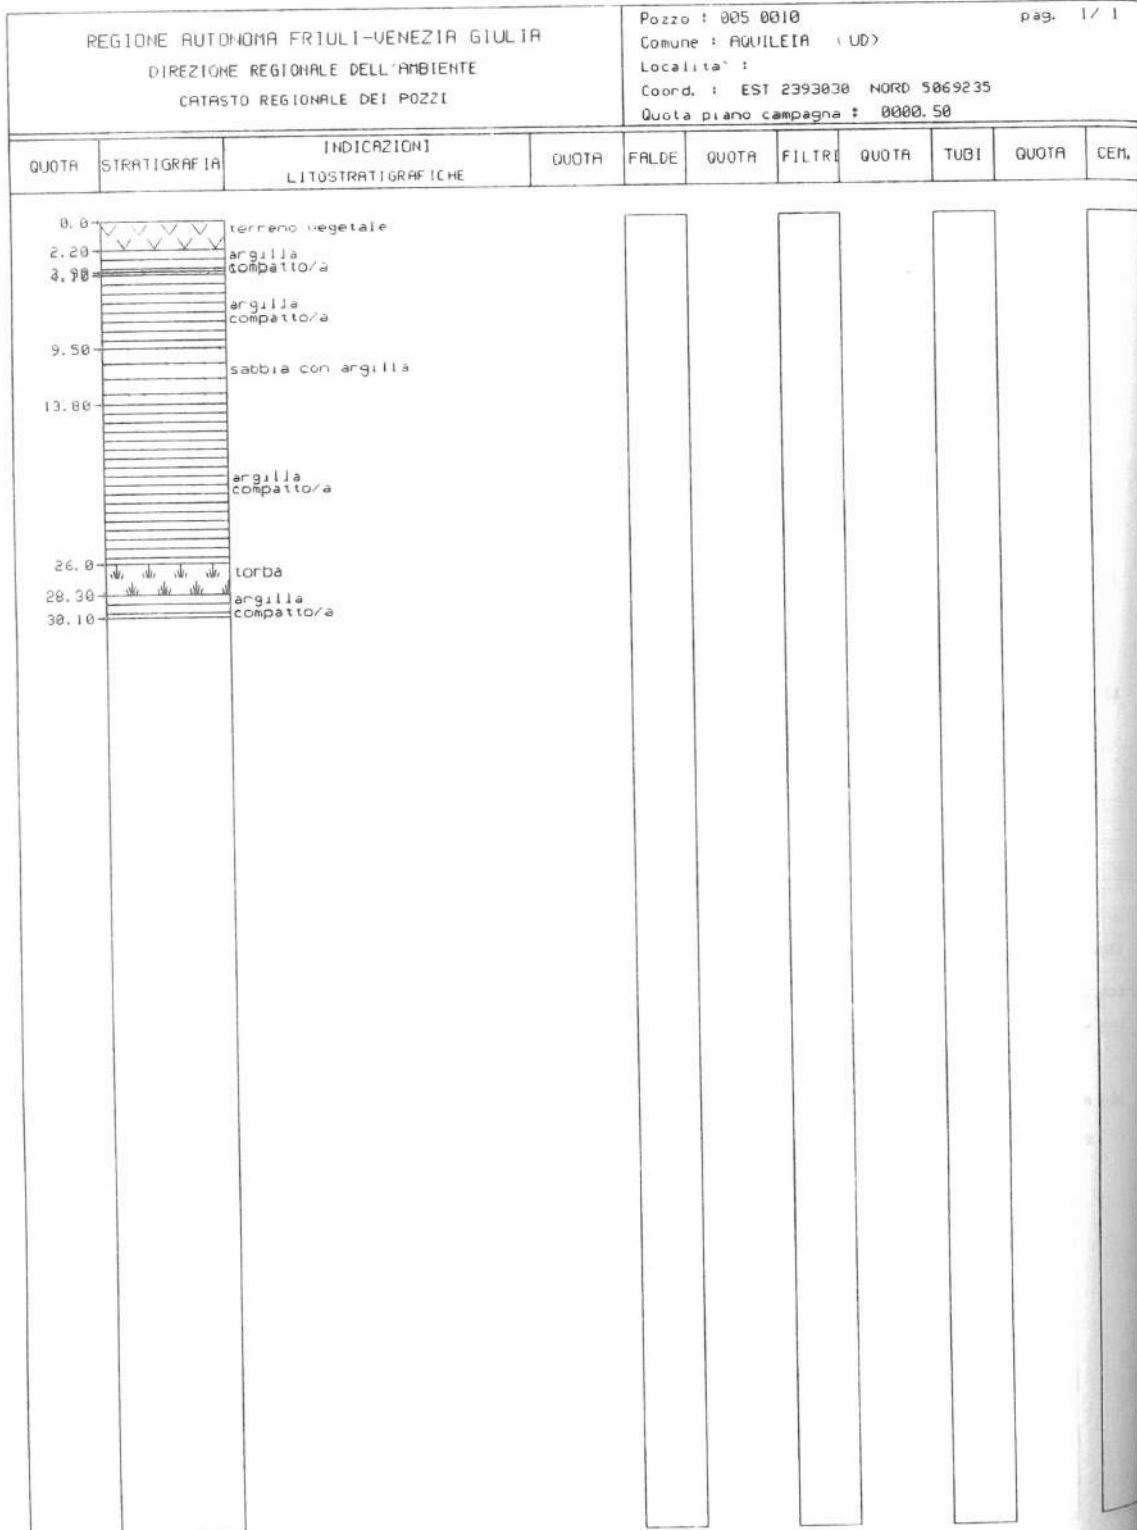 REGIONE AUTONOMA FRIULI-VENEZIA GIULIA
DIREZIONE REGIONALE DELL'AMBIENTE
CATASTO REGIONALE DEI POZZI
Pozzo : 005 0010 pag. 1/ 1
Comune : AQUILEIA (UD)
Localita' :
Coord. : EST 2393030 NORD 5069235
Quota piano campagna : 0000.50
QUOTA STRATIGRAFIA INDICAZIONI LITOSTRATIGRAFICHE QUOTA FALDE QUOTA FILTRI QUOTA TUBI QUOTA CEM.
0.0 terreno vegetale
2.20 argilla
compatto/a
argilla
compatto/a
9.50
sabbia con argilla
13.80
argilla
compatto/a
26.0 torba
28.30 argilla
compatto/a
30.10